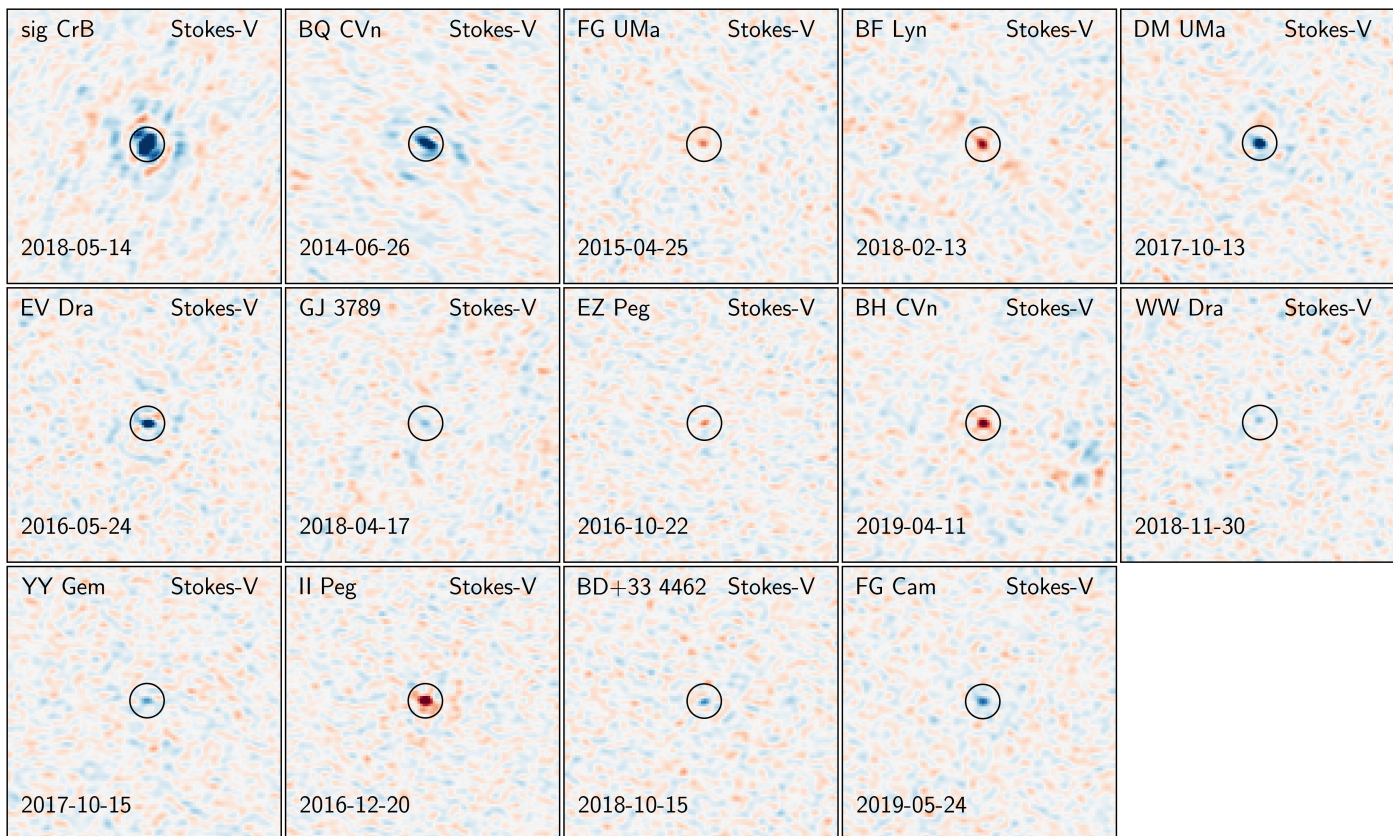 sig CrB Stokes-V
2018-05-14
BQ CVn Stokes-V
2014-06-26
FG UMa Stokes-V
2015-04-25
BF Lyn Stokes-V
2018-02-13
DM UMa Stokes-V
2017-10-13
EV Dra Stokes-V
2016-05-24
GJ 3789 Stokes-V
2018-04-17
EZ Peg Stokes-V
2016-10-22
BH CVn Stokes-V
2019-04-11
WW Dra Stokes-V
2018-11-30
YY Gem Stokes-V
2017-10-15
II Peg Stokes-V
2016-12-20
BD+33 4462 Stokes-V
2018-10-15
FG Cam Stokes-V
2019-05-24